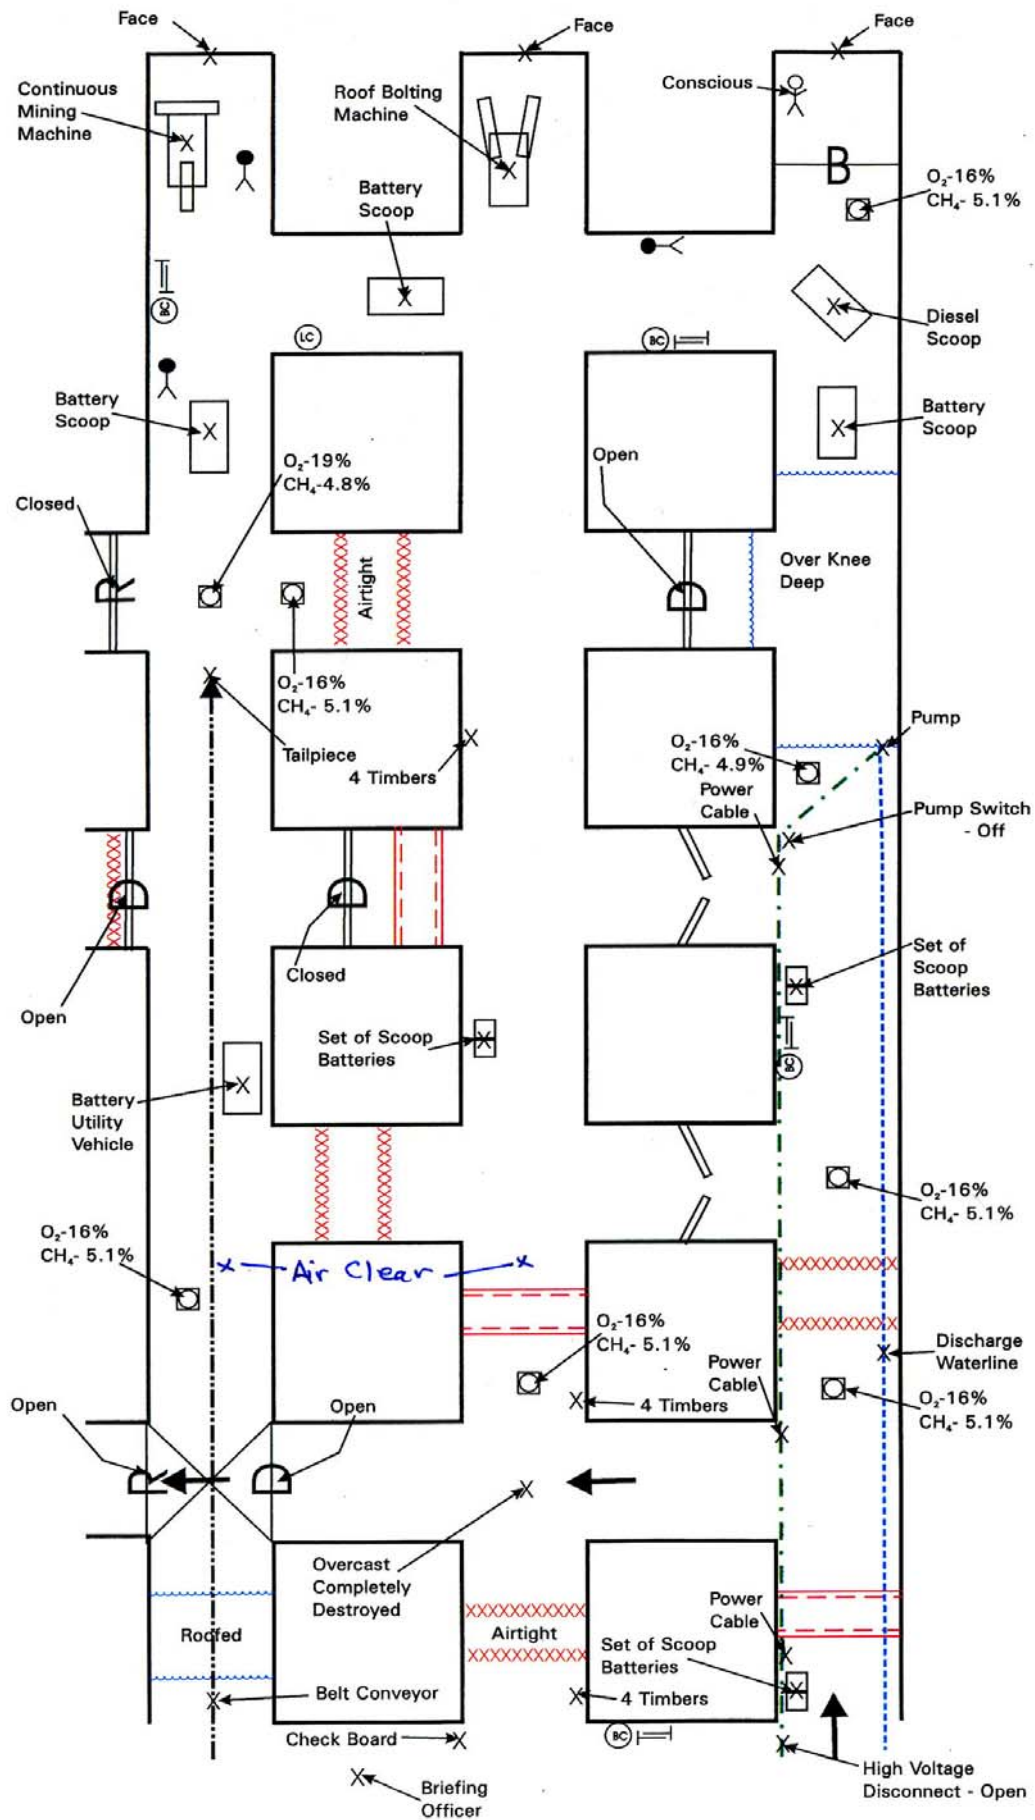 Face
Face
Face
Continuous
Mining
Machine
Roof Bolting
Machine
Conscious
B
O₂-16%
CH₄- 5.1%
Battery
Scoop
BC
Diesel
Scoop
LC
BC
Battery
Scoop
Battery
Scoop
O₂-19%
CH₄-4.8%
Open
Closed
Airtight
Over Knee
Deep
D
O₂-16%
CH₄- 5.1%
Pump
Tailpiece
4 Timbers
O₂-16%
CH₄- 4.9%
Power
Cable
Pump Switch
- Off
D
D
Closed
Open
Set of
Scoop
Batteries
Set of Scoop
Batteries
BC
Battery
Utility
Vehicle
O₂-16%
CH₄- 5.1%
O₂-16%
CH₄- 5.1%
x - Air Clear - x
O₂-16%
CH₄- 5.1%
Discharge
Waterline
Power
Cable
O₂-16%
CH₄- 5.1%
Open
Open
4 Timbers
D
Overcast
Completely
Destroyed
Roofed
Airtight
Power
Cable
Set of Scoop
Batteries
Belt Conveyor
4 Timbers
Check Board
BC
Briefing
Officer
High Voltage
Disconnect - Open